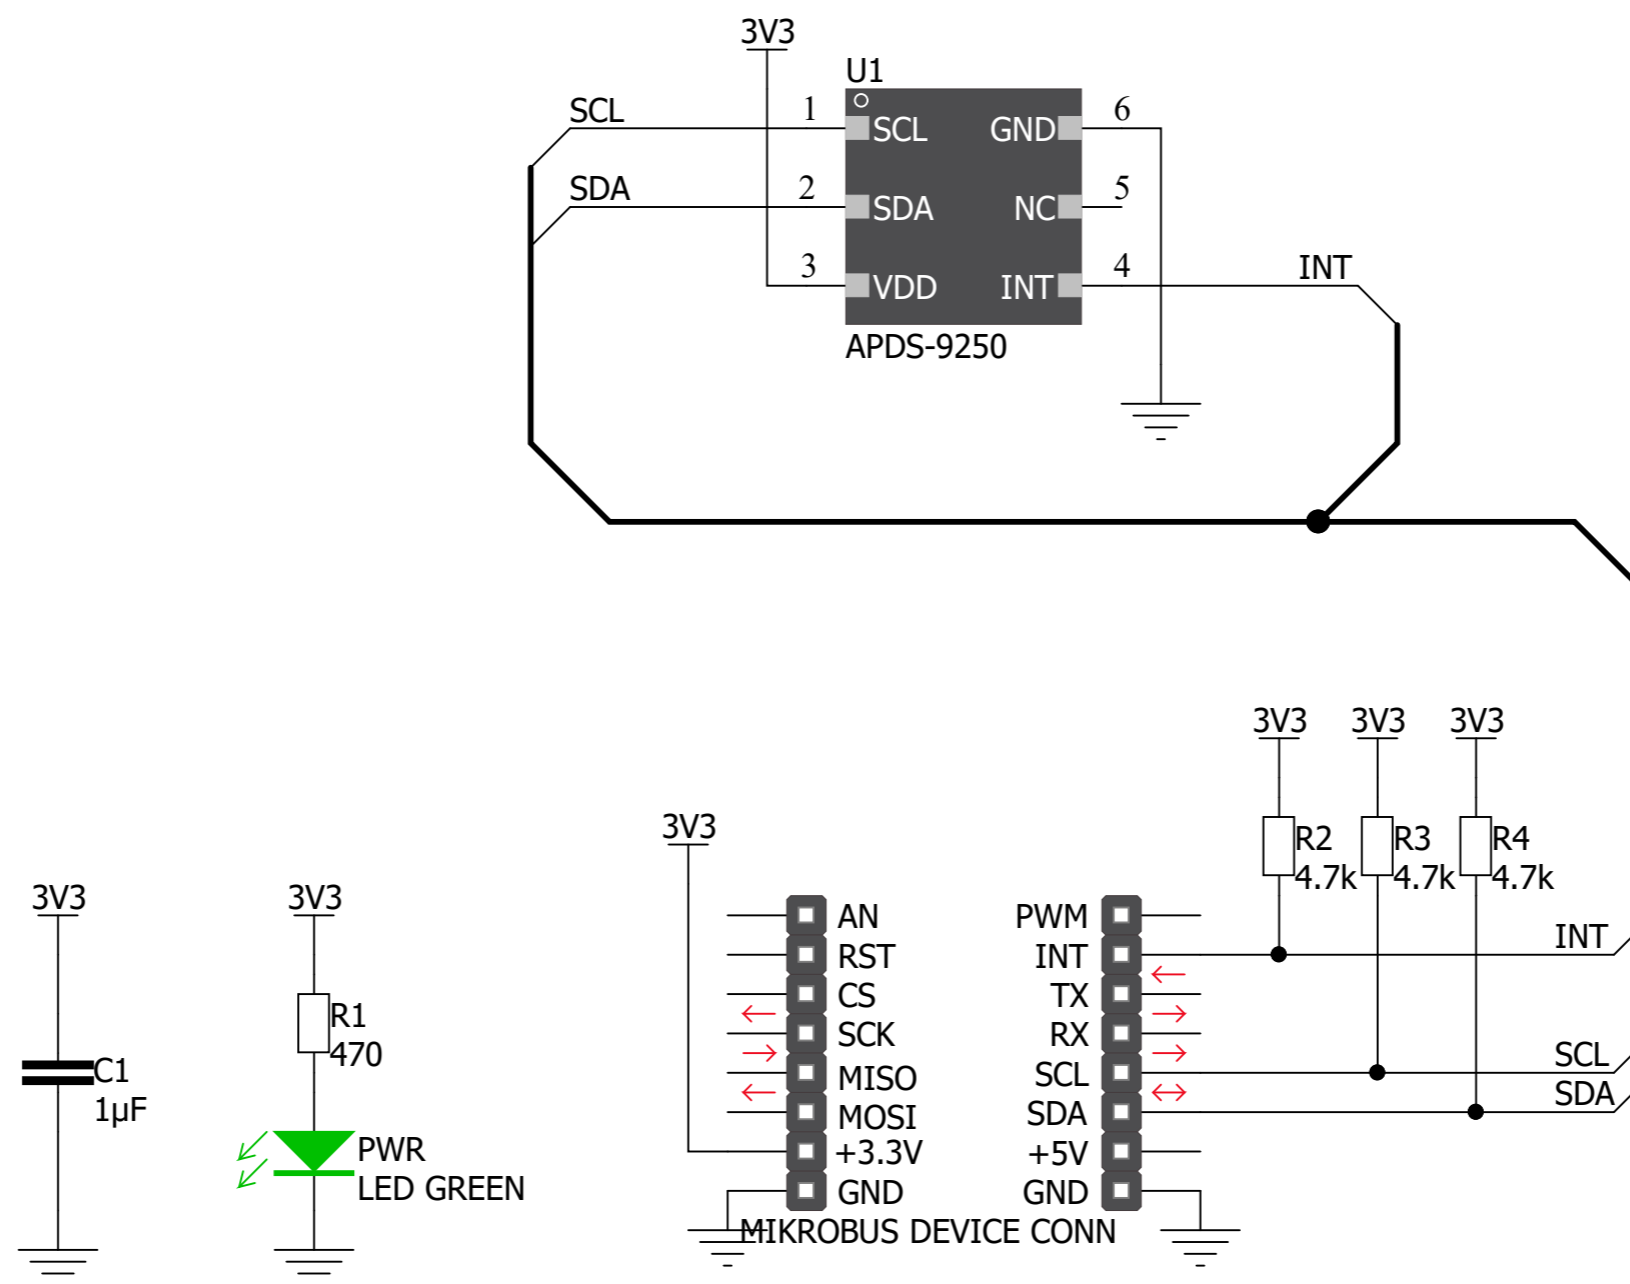 3V3
U1
SCL 1 SCL GND 6
SDA 2 SDA NC 5
3 VDD INT 4 INT
APDS-9250
3V3 3V3 3V3
R2 R3 R4
4.7k 4.7k 4.7k
3V3
3V3 3V3
AN PWM
RST INT INT
CS TX
R1
470
SCK RX
C1
1µF
MISO SCL SCL
MOSI SDA SDA
PWR
LED GREEN
+3.3V +5V
GND GND
MIKROBUS DEVICE CONN